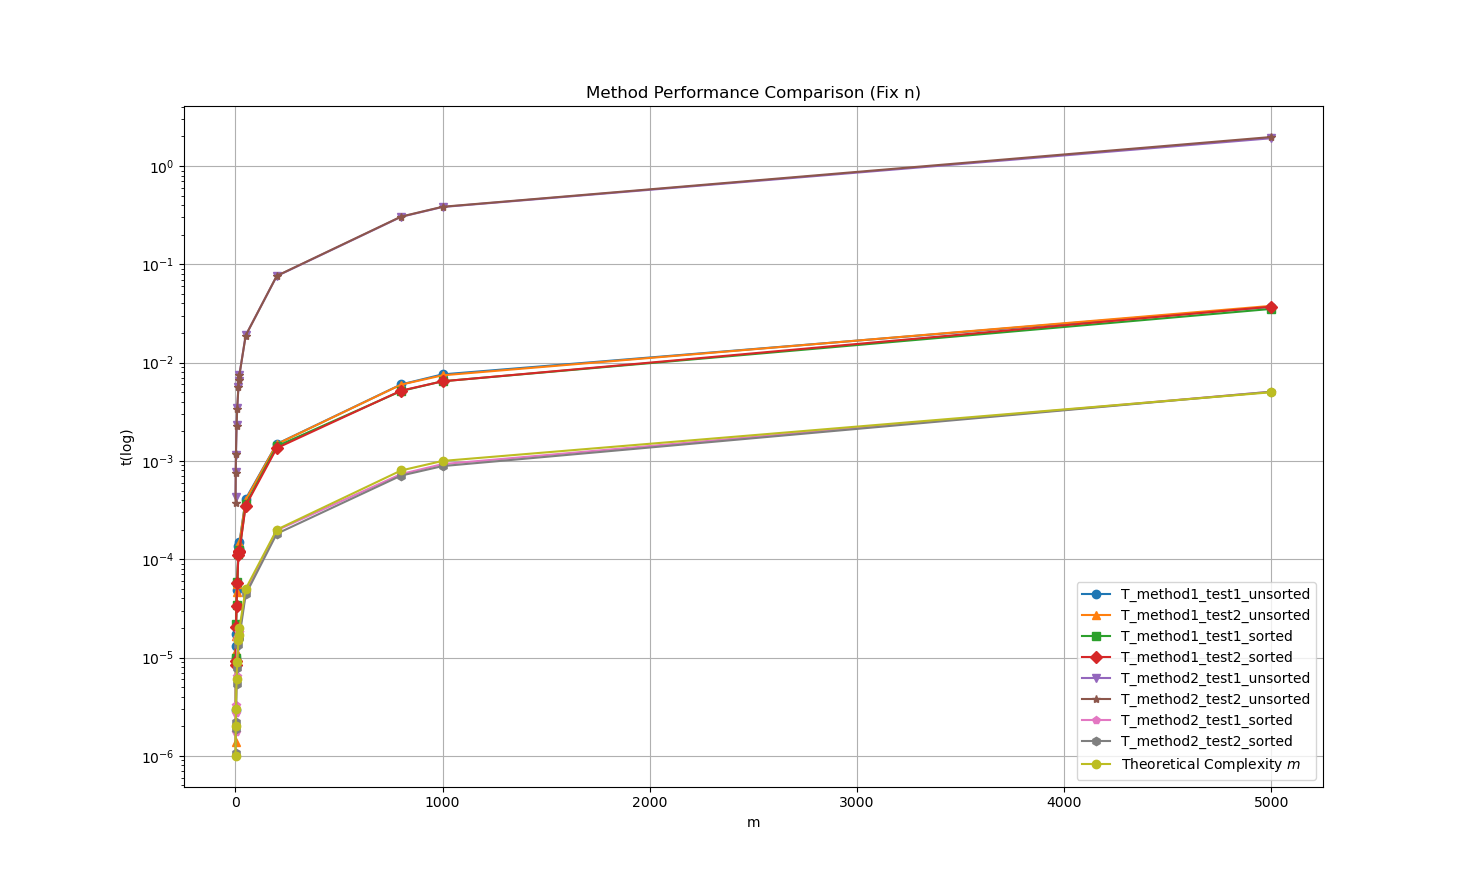 Method Performance Comparison (Fix n)
t(log)
10⁰
10⁻¹
10⁻²
10⁻³
10⁻⁴
10⁻⁵
10⁻⁶
T_method1_test1_unsorted
T_method1_test2_unsorted
T_method1_test1_sorted
T_method1_test2_sorted
T_method2_test1_unsorted
T_method2_test2_unsorted
T_method2_test1_sorted
T_method2_test2_sorted
Theoretical Complexity m
0 1000 2000 3000 4000 5000
m